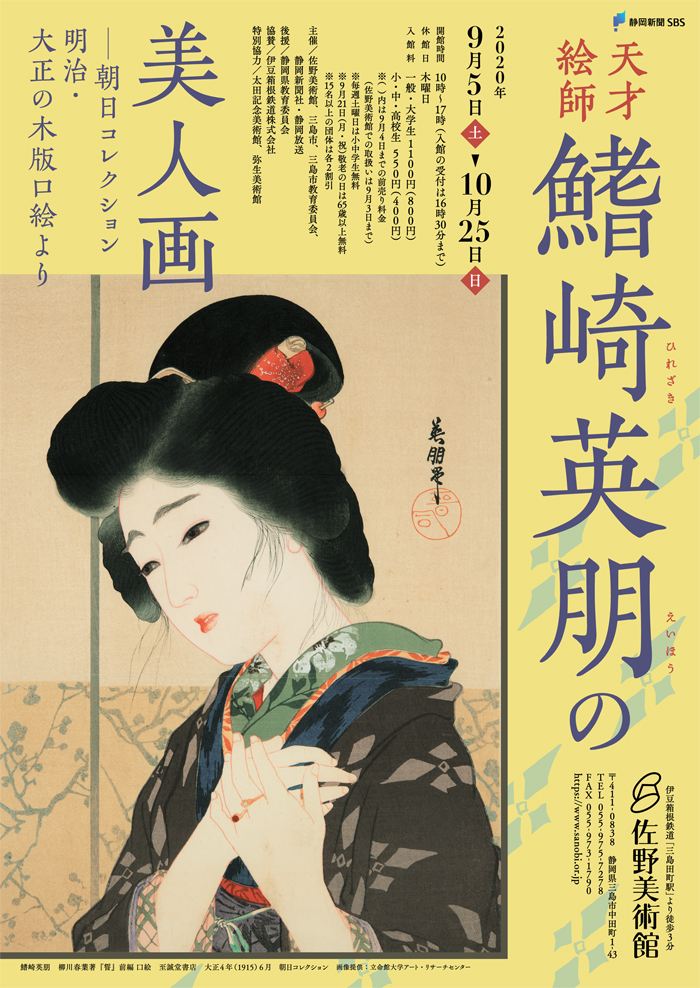 静岡新聞SBS
天才
絵師
鰭崎英朋の
ひれざき
えいほう
美人画
―朝日コレクション
明治・
大正の木版口絵より
2020年
9月5日土▼10月25日日
開館時間 10時〜17時(入館の受付は16時30分まで)
休館日 木曜日
入館料 一般・大学生 1100円(800円)
小・中・高校生 550円(400円)
※( )内は9月4日までの前売り料金
(佐野美術館での取扱いは9月3日まで)
※毎週土曜日は小中学生無料
※9月21日(月・祝)敬老の日は65歳以上無料
※15名以上の団体は各2割引
主催/佐野美術館、三島市、三島市教育委員会、
静岡新聞社・静岡放送
後援/静岡県教育委員会
協賛/伊豆箱根鉄道株式会社
特別協力/太田記念美術館、弥生美術館
英朋筆
伊豆箱根鉄道「三島田町駅」より徒歩3分
佐野美術館
〒411-0838 静岡県三島市中田町1-43
TEL 055-975-7278
FAX 055-973-1790
https://www.sanobi.or.jp
鰭崎英朋 柳川春葉著『誓』前編 口絵 至誠堂書店/大正4年(1915)6月 朝日コレクション 画像提供:立命館大学アート・リサーチセンター